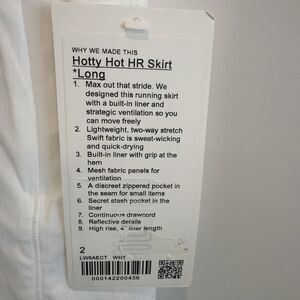 WHY WE MADE THIS
Hotty Hot HR Skirt
*Long
1. Max out that stride. We
designed this running skirt
with a built-in liner and
strategic ventilation so you
can move freely
2. Lightweight, two-way stretch
Swift fabric is sweat-wicking
and quick-drying
3. Built-in liner with grip at the
hem
4. Mesh fabric panels for
ventilation
5. A discreet zippered pocket in
the seam for small items
6. Secret stash pocket in the
liner
7. Continuous drawcord
8. Reflective details
9. High rise, 4" liner length
2
LW8AECT WHT
000142200456